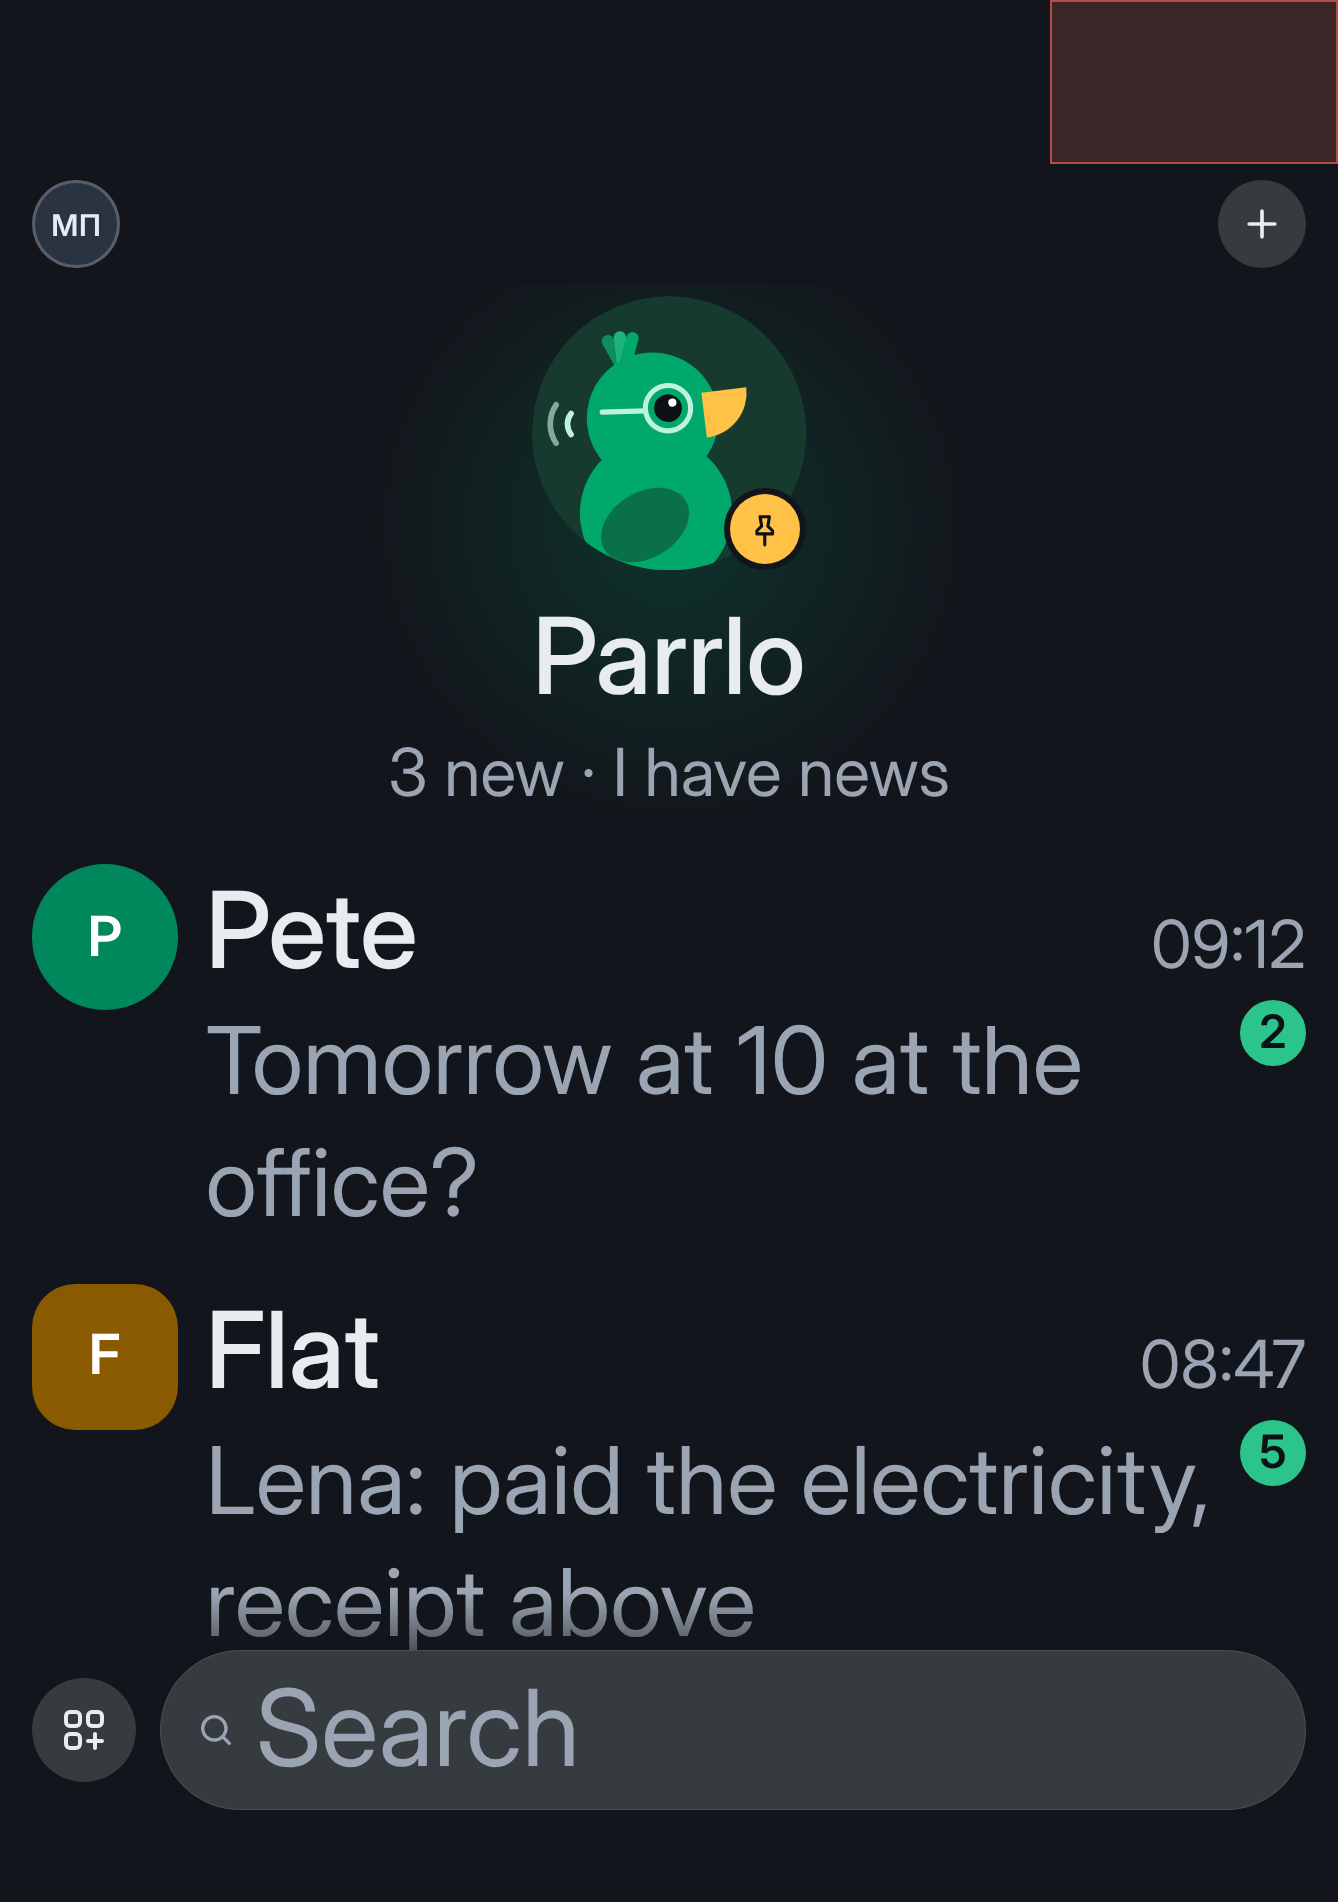 МП
Parrlo
3 new · I have news
P
Pete
09:12
Tomorrow at 10 at the
2
office?
F
Flat
08:47
Lena: paid the electricity,
5
receipt above
Search